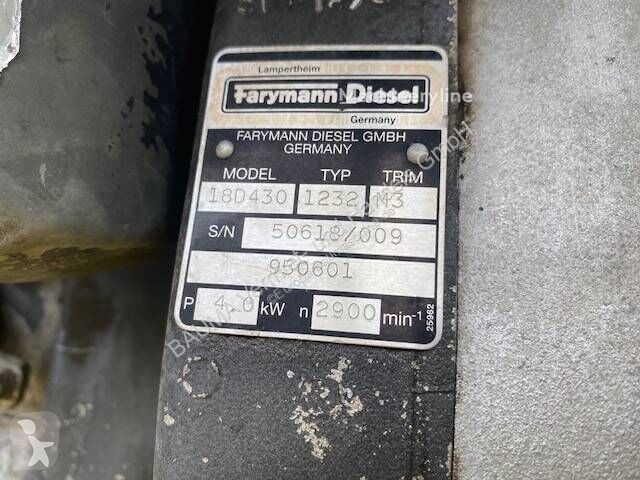 Lampertheim
Farymann Diesel
Germany
FARYMANN DIESEL GMBH
GERMANY
MODEL TYP TRIM
18D430 1232 M3
S/N 50618/009
950601
P 4.0 kW n 2900 min-1
25962